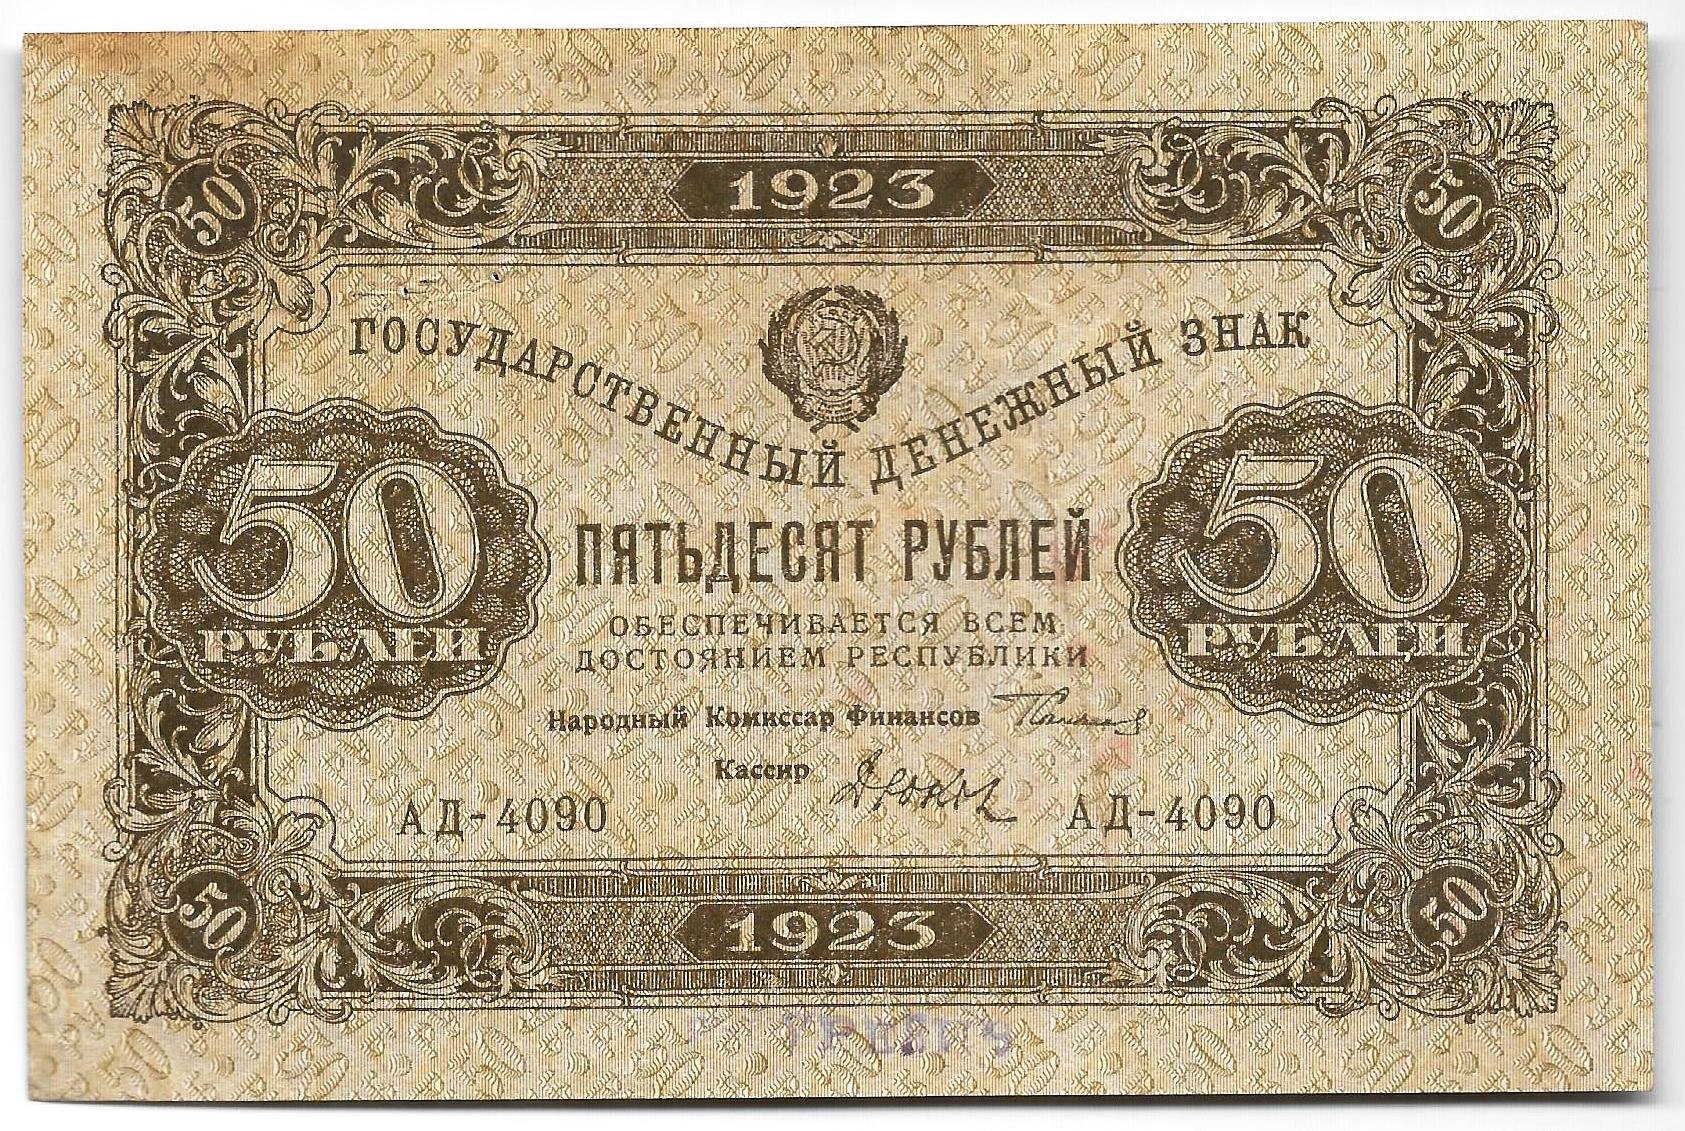 1923
50 50
ГОСУДАРСТВЕННЫЙ ДЕНЕЖНЫЙ ЗНАК
50 РУБЛЕЙ
ПЯТЬДЕСЯТ РУБЛЕЙ
50 РУБЛЕЙ
ОБЕСПЕЧИВАЕТСЯ ВСЕМ
ДОСТОЯНИЕМ РЕСПУБЛИКИ
Народный Комиссар Финансов
Кассир
АД-4090 АД-4090
50 50
1923